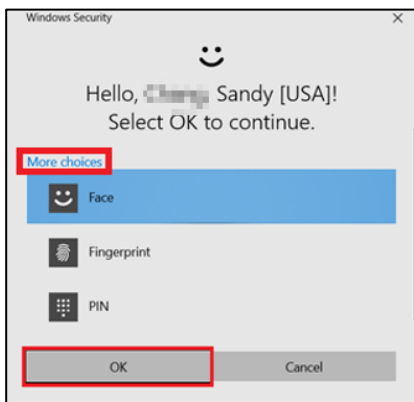 Windows Security
Hello, Sandy [USA]!
Select OK to continue.
More choices
Face
Fingerprint
PIN
OK Cancel